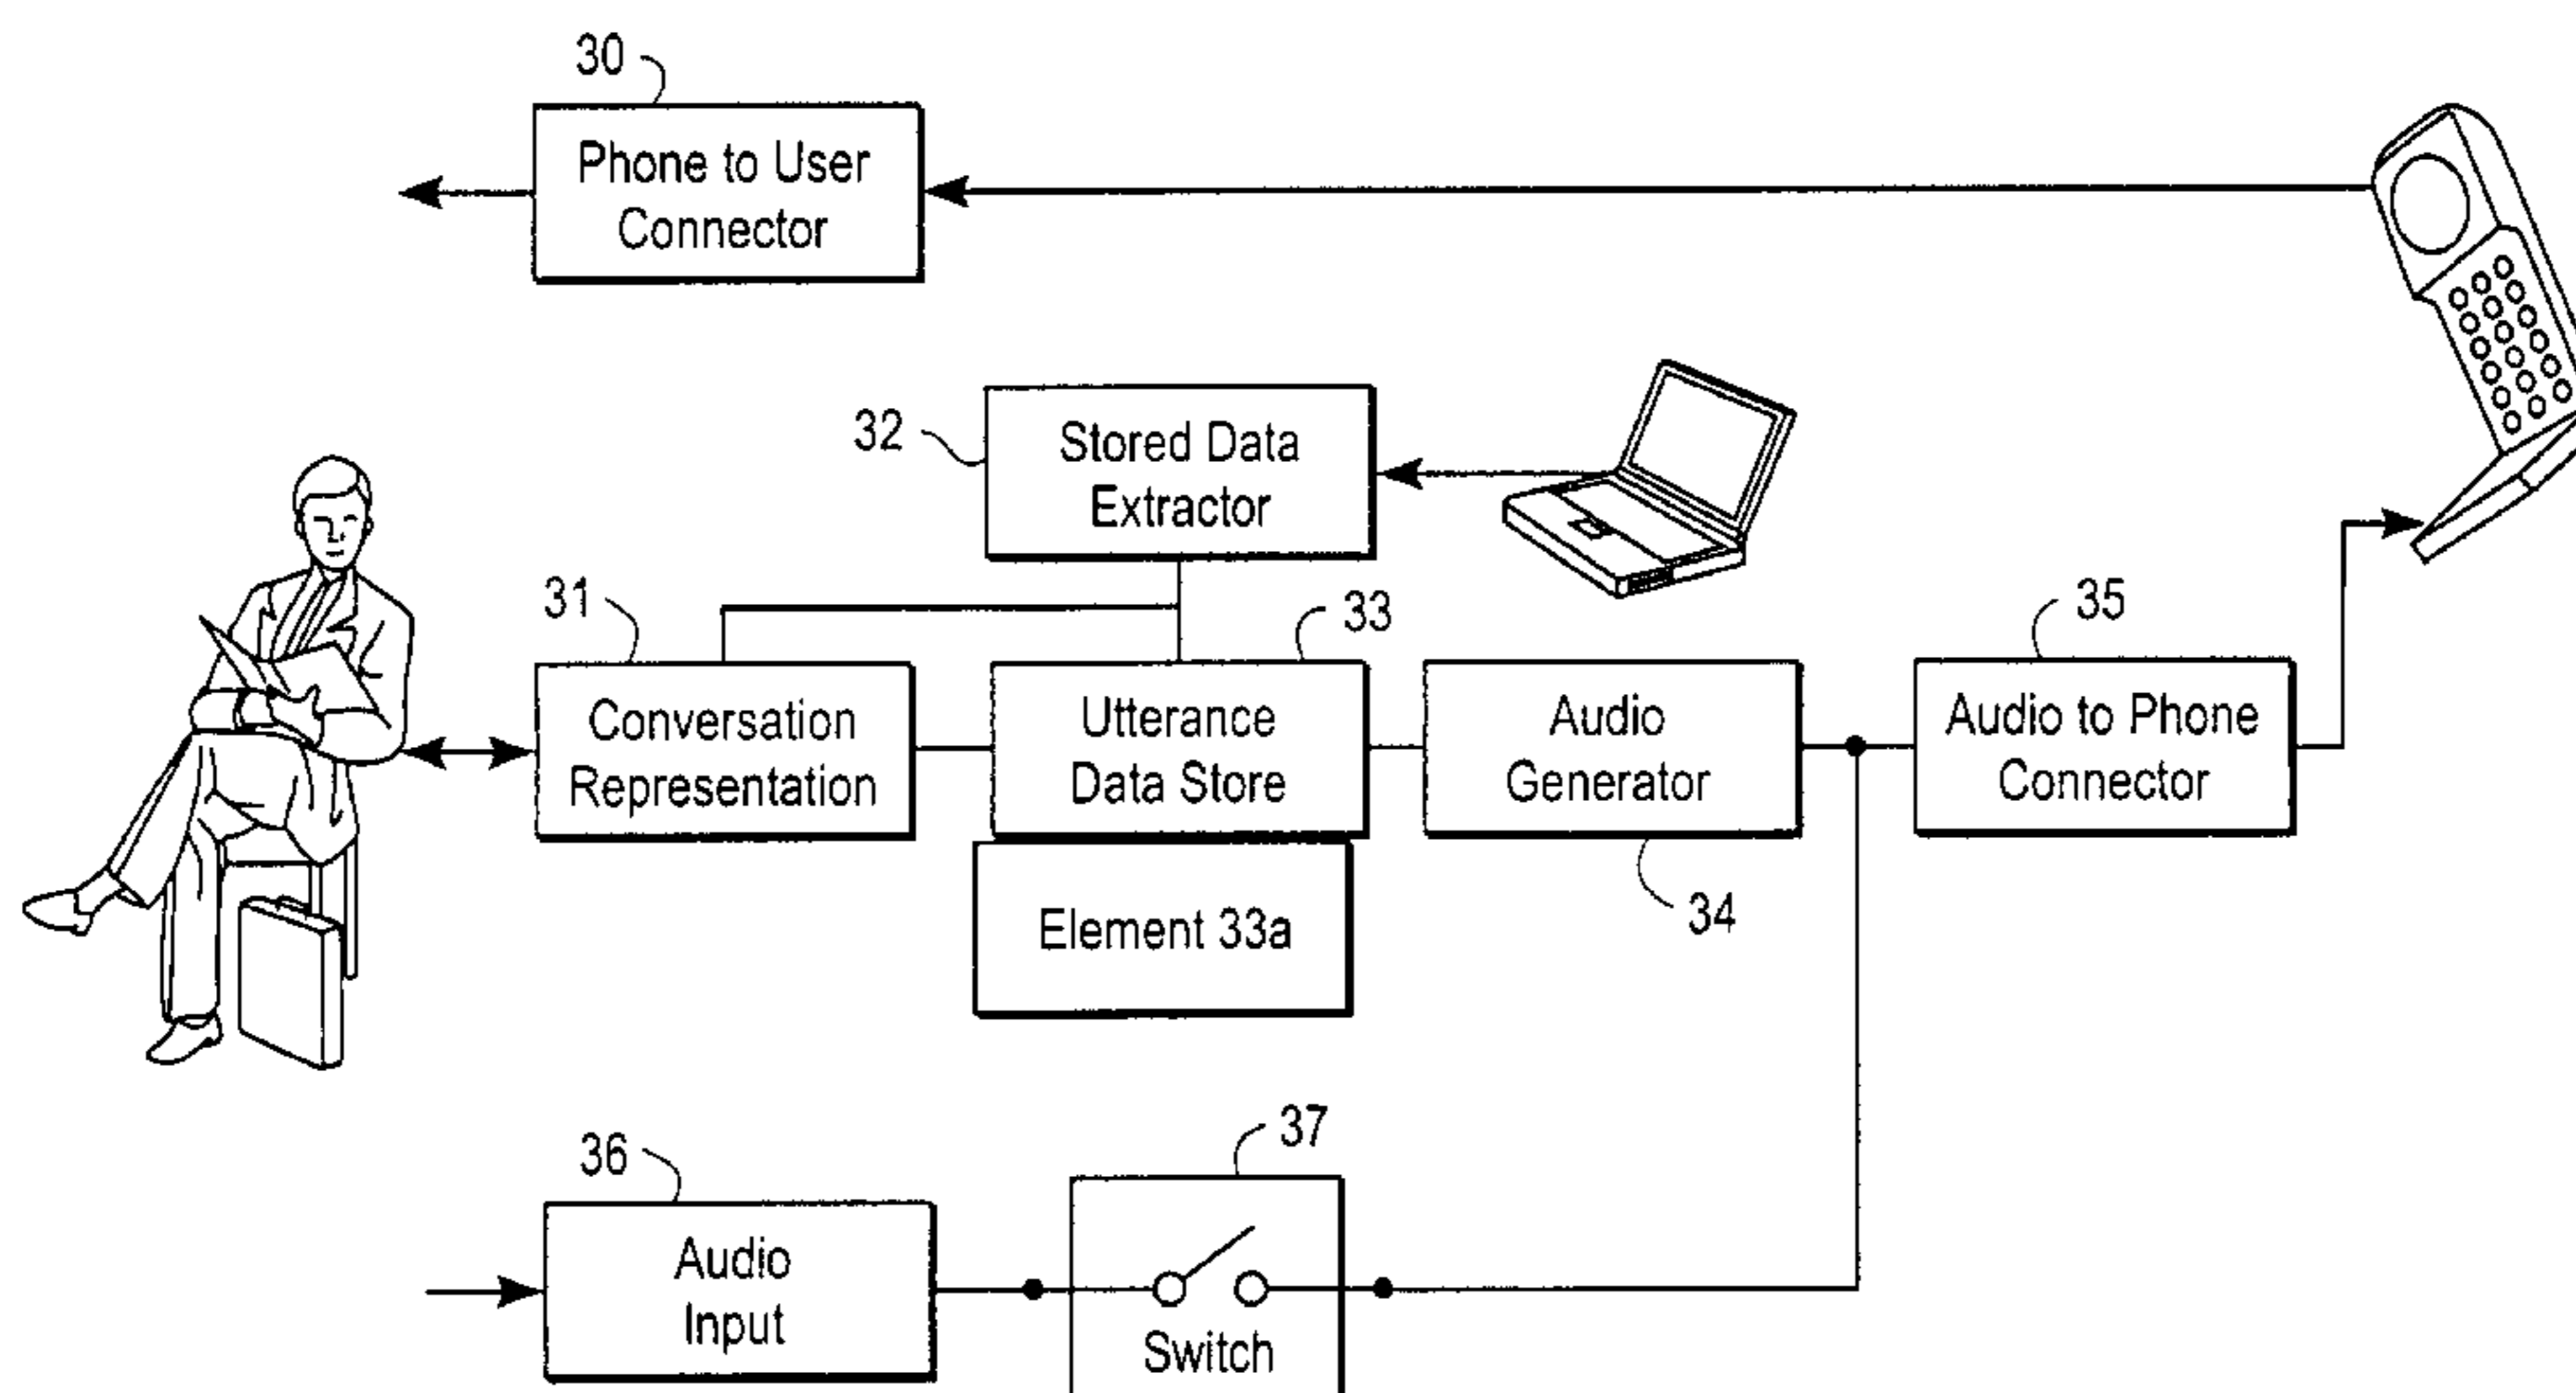 30
Phone to User
Connector
32
Stored Data
Extractor
31
33
35
Conversation
Representation
Utterance
Data Store
Audio
Generator
Audio to Phone
Connector
34
Element 33a
36
37
Audio
Input
Switch